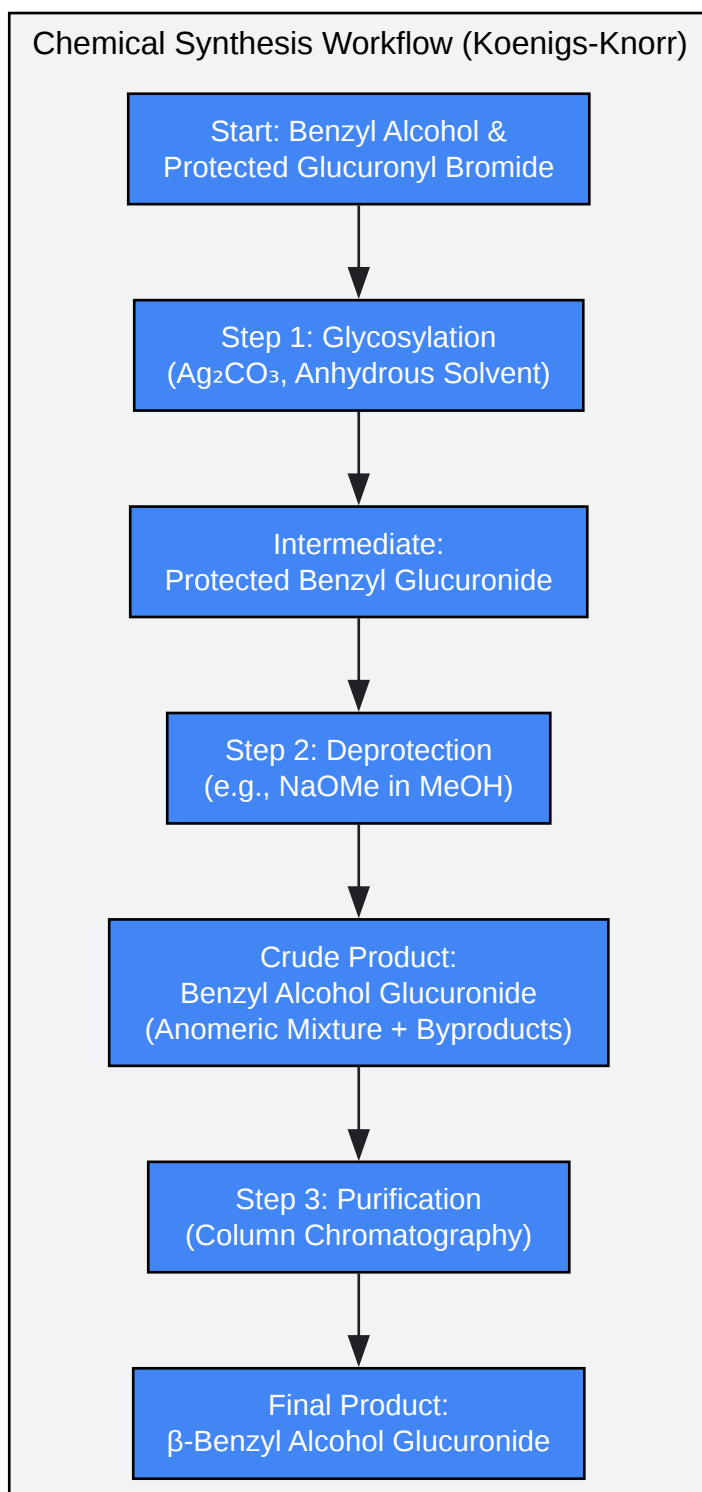 Chemical Synthesis Workflow (Koenigs-Knorr)
Start: Benzyl Alcohol &
Protected Glucuronyl Bromide
Step 1: Glycosylation
(Ag₂CO₃, Anhydrous Solvent)
Intermediate:
Protected Benzyl Glucuronide
Step 2: Deprotection
(e.g., NaOMe in MeOH)
Crude Product:
Benzyl Alcohol Glucuronide
(Anomeric Mixture + Byproducts)
Step 3: Purification
(Column Chromatography)
Final Product:
β-Benzyl Alcohol Glucuronide